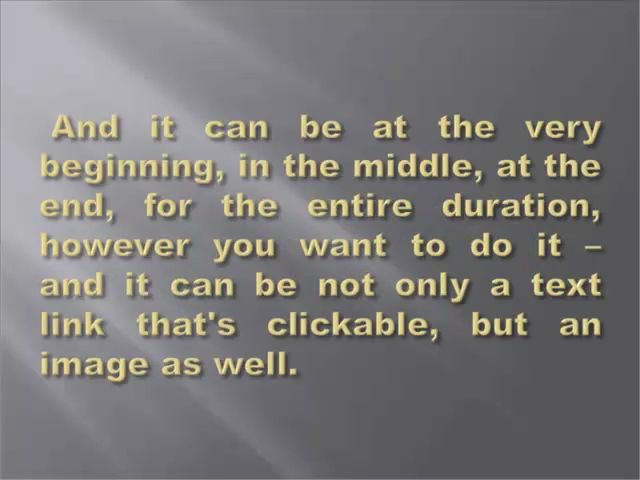 And it can be at the very
beginning, in the middle, at the
end, for the entire duration,
however you want to do it –
and it can be not only a text
link that's clickable, but an
image as well.